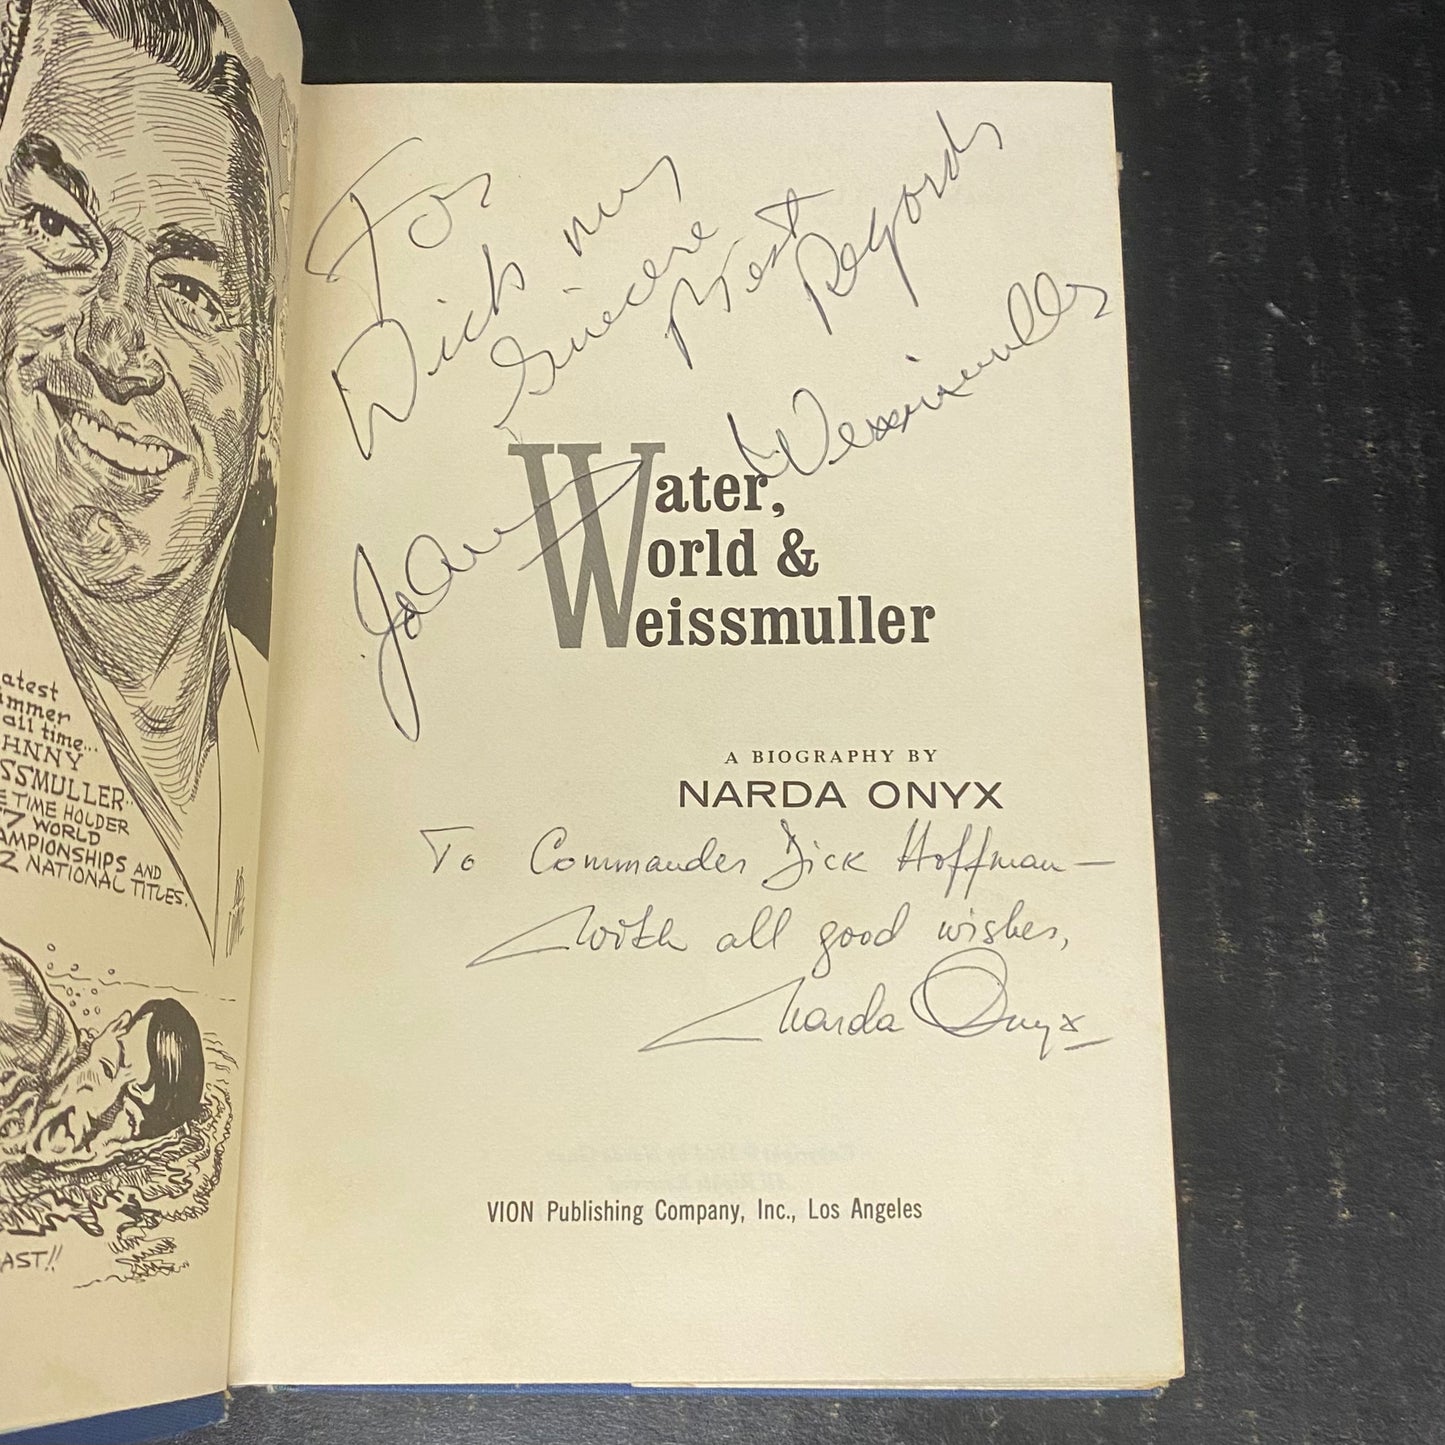 For
Dick my
Sincere
Best
Regards
Johnny Weissmuller
Water,
World &
Weissmuller
A BIOGRAPHY BY
NARDA ONYX
To Commander Dick Hoffman —
With all good wishes,
Narda Onyx
VION Publishing Company, Inc., Los Angeles
atest
immer
all time...
HNNY
SSMULLER"
E TIME HOLDER
7 WORLD
AMPIONSHIPS AND
2 NATIONAL TITLES.
AST!!